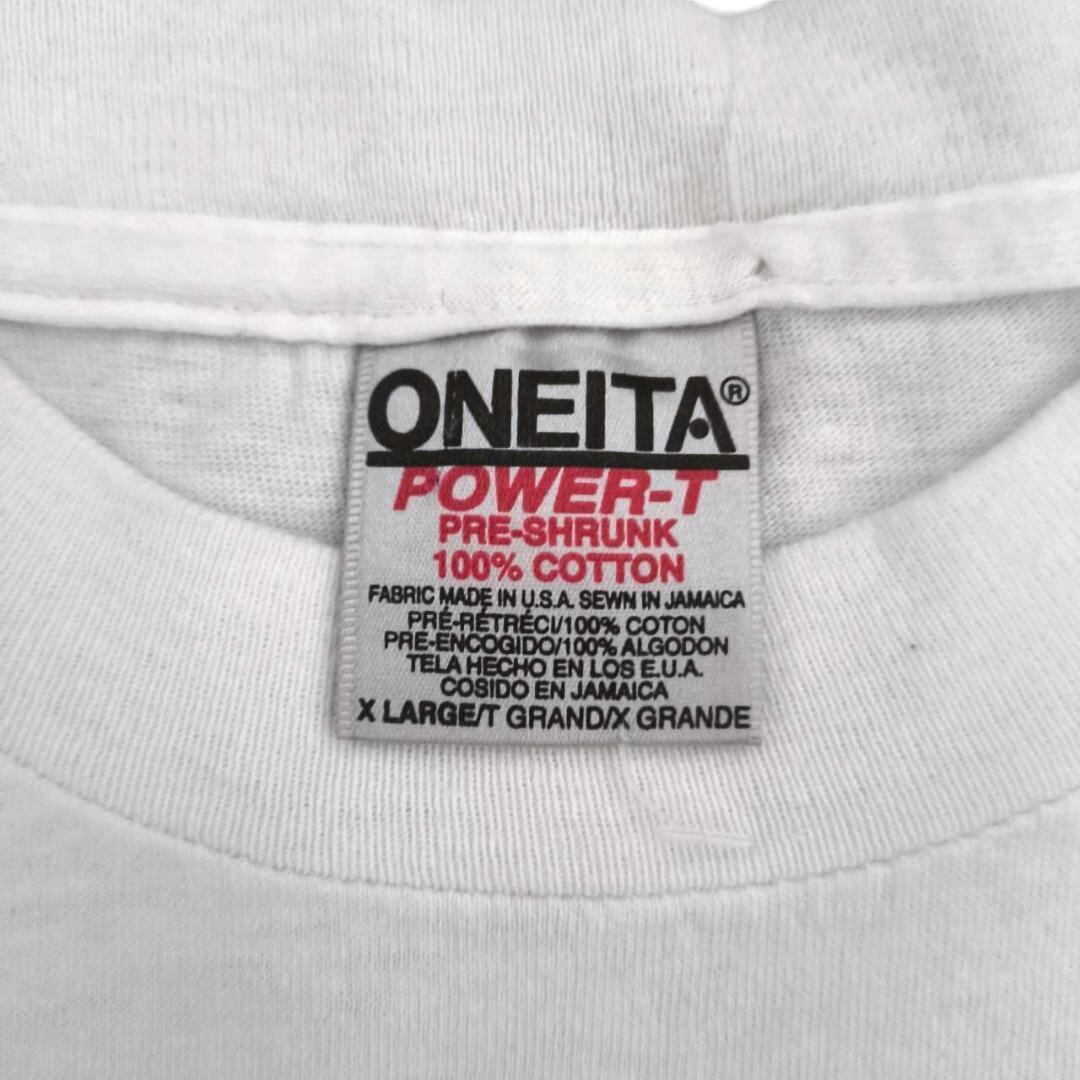 ONEITA®
POWER-T
PRE-SHRUNK
100% COTTON
FABRIC MADE IN U.S.A. SEWN IN JAMAICA
PRÉ-RÉTRÉCI/100% COTON
PRE-ENCOGIDO/100% ALGODON
TELA HECHO EN LOS E.U.A.
COSIDO EN JAMAICA
X LARGE/T GRAND/X GRANDE